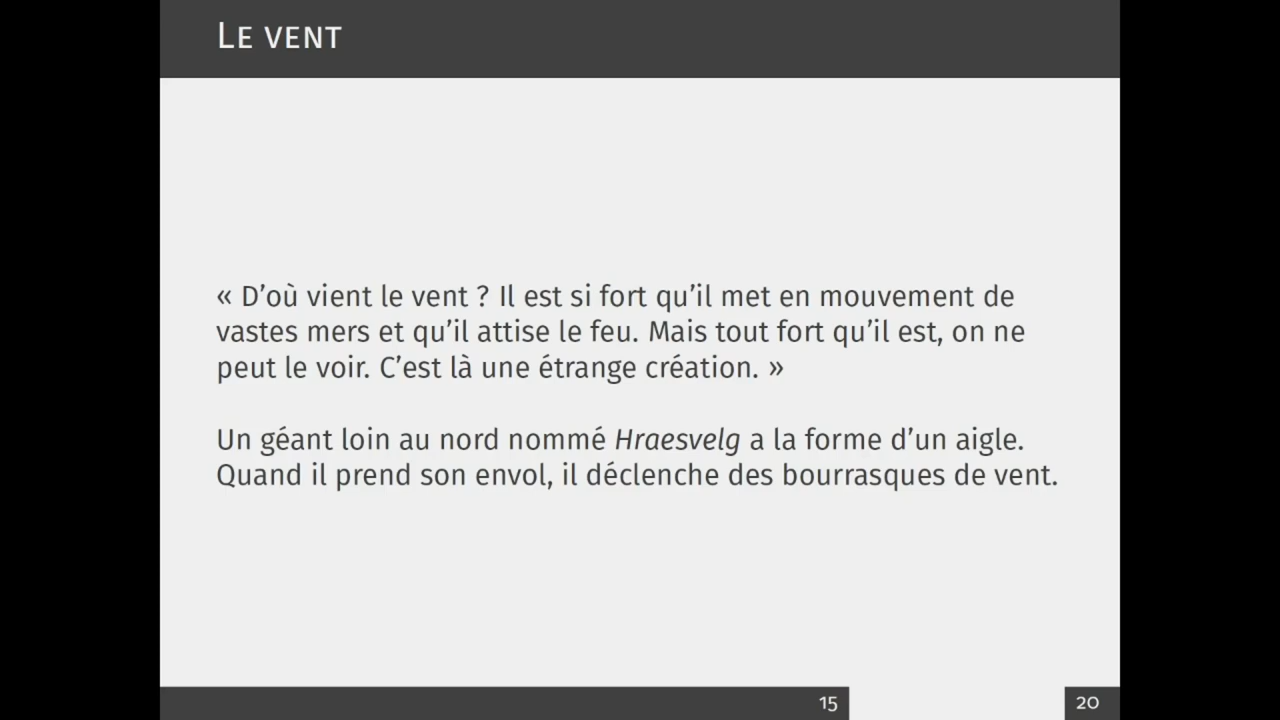 Le vent
« D’où vient le vent ? Il est si fort qu’il met en mouvement de
vastes mers et qu’il attise le feu. Mais tout fort qu’il est, on ne
peut le voir. C’est là une étrange création. »
Un géant loin au nord nommé Hraesvelg a la forme d’un aigle.
Quand il prend son envol, il déclenche des bourrasques de vent.
15
20